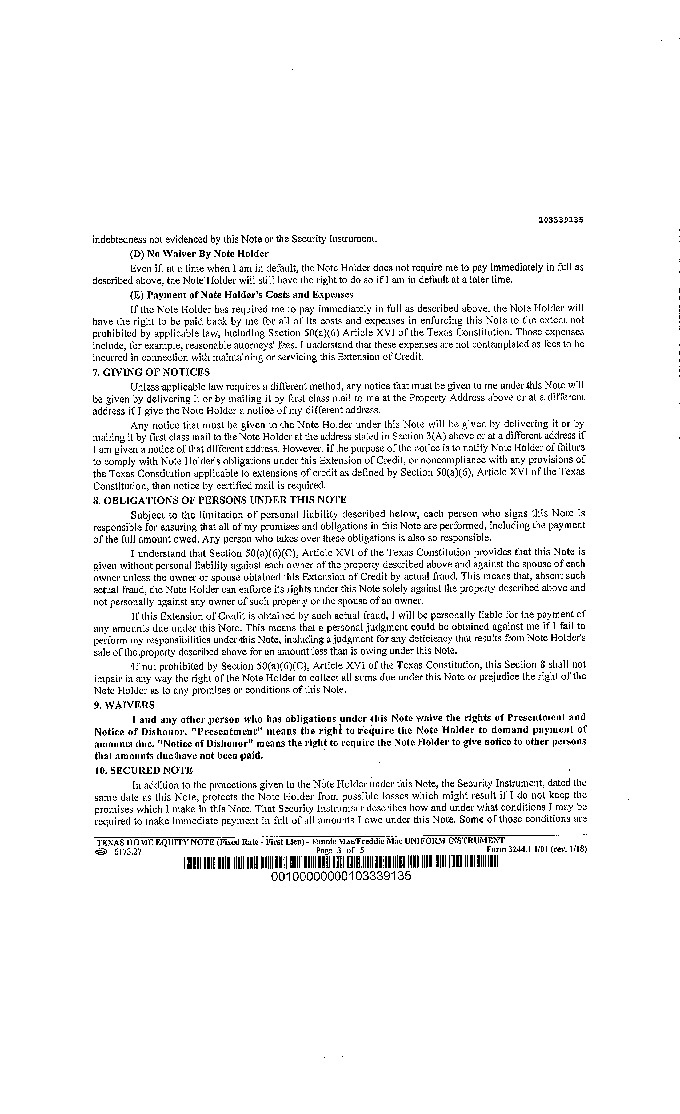 103339135
indebtedness not evidenced by this Note or the Security Instrument.
(D) No Waiver By Note Holder
Even if, at a time when I am in default, the Note Holder does not require me to pay immediately in full as
described above, the Note Holder will still have the right to do so if I am in default at a later time.
(E) Payment of Note Holder's Costs and Expenses
If the Note Holder has required me to pay immediately in full as described above, the Note Holder will
have the right to be paid back by me for all of its costs and expenses in enforcing this Note to the extent not
prohibited by applicable law, including Section 50(a)(6) Article XVI of the Texas Constitution. Those expenses
include, for example, reasonable attorneys' fees. I understand that these expenses are not contemplated as fees to be
incurred in connection with maintaining or servicing this Extension of Credit.
7. GIVING OF NOTICES
Unless applicable law requires a different method, any notice that must be given to me under this Note will
be given by delivering it or by mailing it by first class mail to me at the Property Address above or at a different
address if I give the Note Holder a notice of my different address.
Any notice that must be given to the Note Holder under this Note will be given by delivering it or by
mailing it by first class mail to the Note Holder at the address stated in Section 3(A) above or at a different address if
I am given a notice of that different address. However, if the purpose of the notice is to notify Note Holder of failure
to comply with Note Holder's obligations under this Extension of Credit, or noncompliance with any provisions of
the Texas Constitution applicable to extensions of credit as defined by Section 50(a)(6), Article XVI of the Texas
Constitution, then notice by certified mail is required.
8. OBLIGATIONS OF PERSONS UNDER THIS NOTE
Subject to the limitation of personal liability described below, each person who signs this Note is
responsible for ensuring that all of my promises and obligations in this Note are performed, including the payment
of the full amount owed. Any person who takes over these obligations is also so responsible.
I understand that Section 50(a)(6)(C), Article XVI of the Texas Constitution provides that this Note is
given without personal liability against each owner of the property described above and against the spouse of each
owner unless the owner or spouse obtained this Extension of Credit by actual fraud. This means that, absent such
actual fraud, the Note Holder can enforce its rights under this Note solely against the property described above and
not personally against any owner of such property or the spouse of an owner.
If this Extension of Credit is obtained by such actual fraud, I will be personally liable for the payment of
any amounts due under this Note. This means that a personal judgment could be obtained against me if I fail to
perform my responsibilities under this Note, including a judgment for any deficiency that results from Note Holder's
sale of the property described above for an amount less than is owing under this Note.
If not prohibited by Section 50(a)(6)(C), Article XVI of the Texas Constitution, this Section 8 shall not
impair in any way the right of the Note Holder to collect all sums due under this Note or prejudice the right of the
Note Holder as to any promises or conditions of this Note.
9. WAIVERS
I and any other person who has obligations under this Note waive the rights of Presentment and
Notice of Dishonor. "Presentment" means the right to require the Note Holder to demand payment of
amounts due. "Notice of Dishonor" means the right to require the Note Holder to give notice to other persons
that amounts due have not been paid.
10. SECURED NOTE
In addition to the protections given to the Note Holder under this Note, the Security Instrument, dated the
same date as this Note, protects the Note Holder from possible losses which might result if I do not keep the
promises which I make in this Note. That Security Instrument describes how and under what conditions I may be
required to make immediate payment in full of all amounts I owe under this Note. Some of those conditions are
TEXAS HOME EQUITY NOTE (Fixed Rate - First Lien) - Fannie Mae/Freddie Mac UNIFORM INSTRUMENT
Page 3 of 5 Form 3244.1 1/01 (rev. 1/18)
00100000000103339135